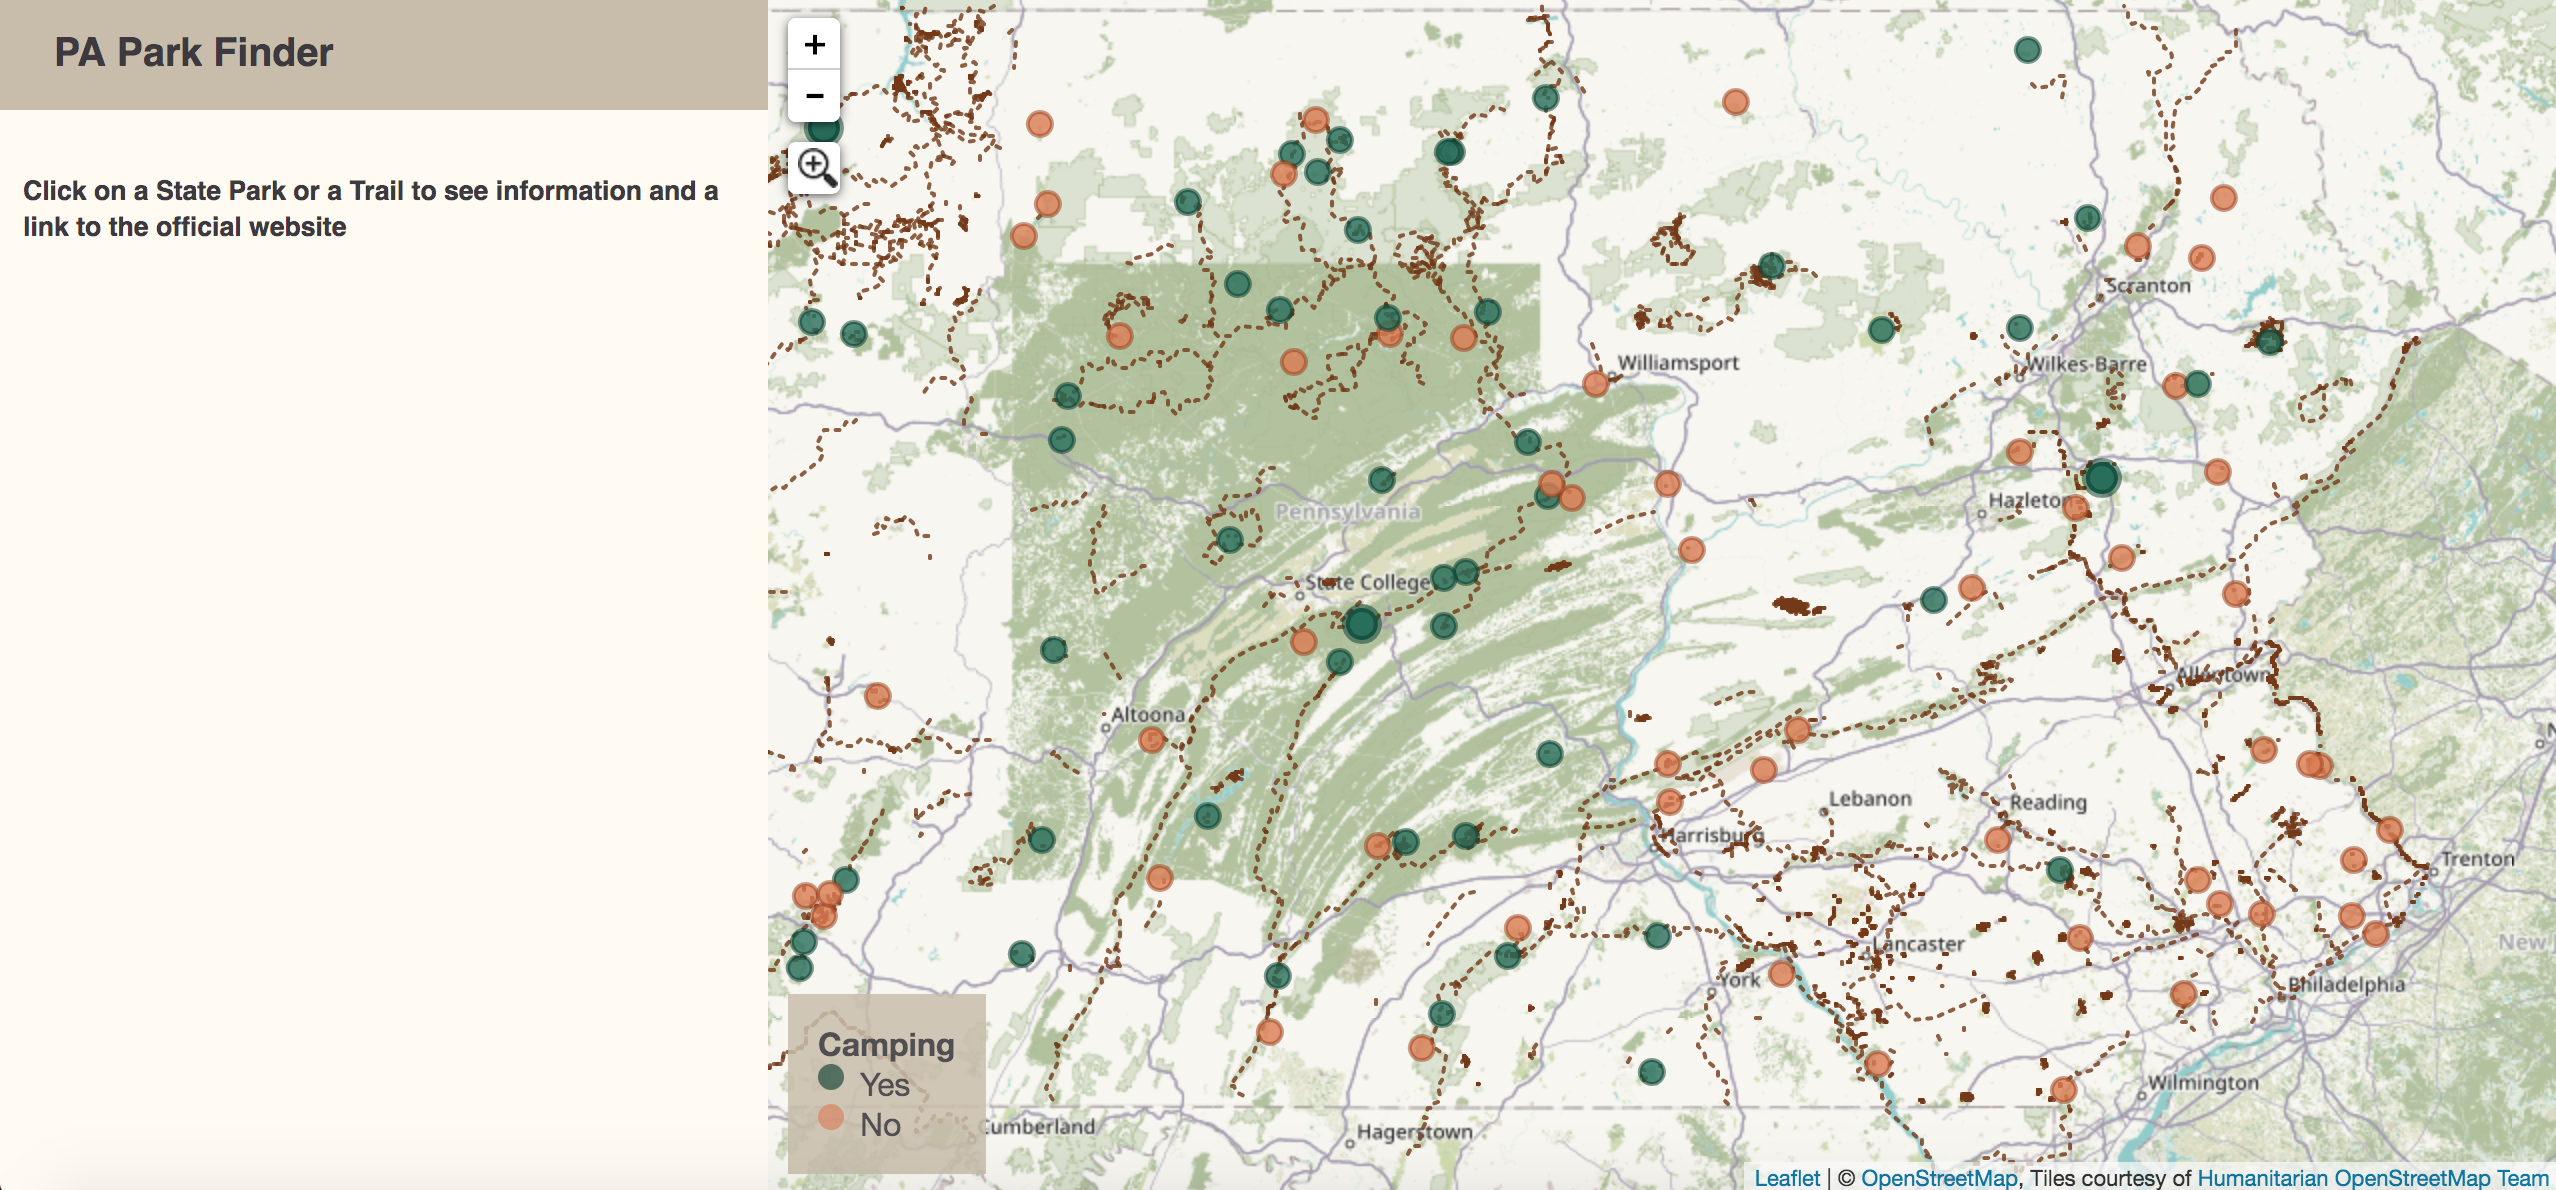 PA Park Finder
Click on a State Park or a Trail to see information and a
link to the official website
+
−
Scranton
Williamsport
Wilkes-Barre
Hazleton
Pennsylvania
State College
Allentown
Altoona
Lebanon
Reading
Harrisburg
Trenton
Lancaster
New
York
Philadelphia
Camping
Yes
No
Wilmington
Cumberland
Hagerstown
Leaflet | © OpenStreetMap, Tiles courtesy of Humanitarian OpenStreetMap Team